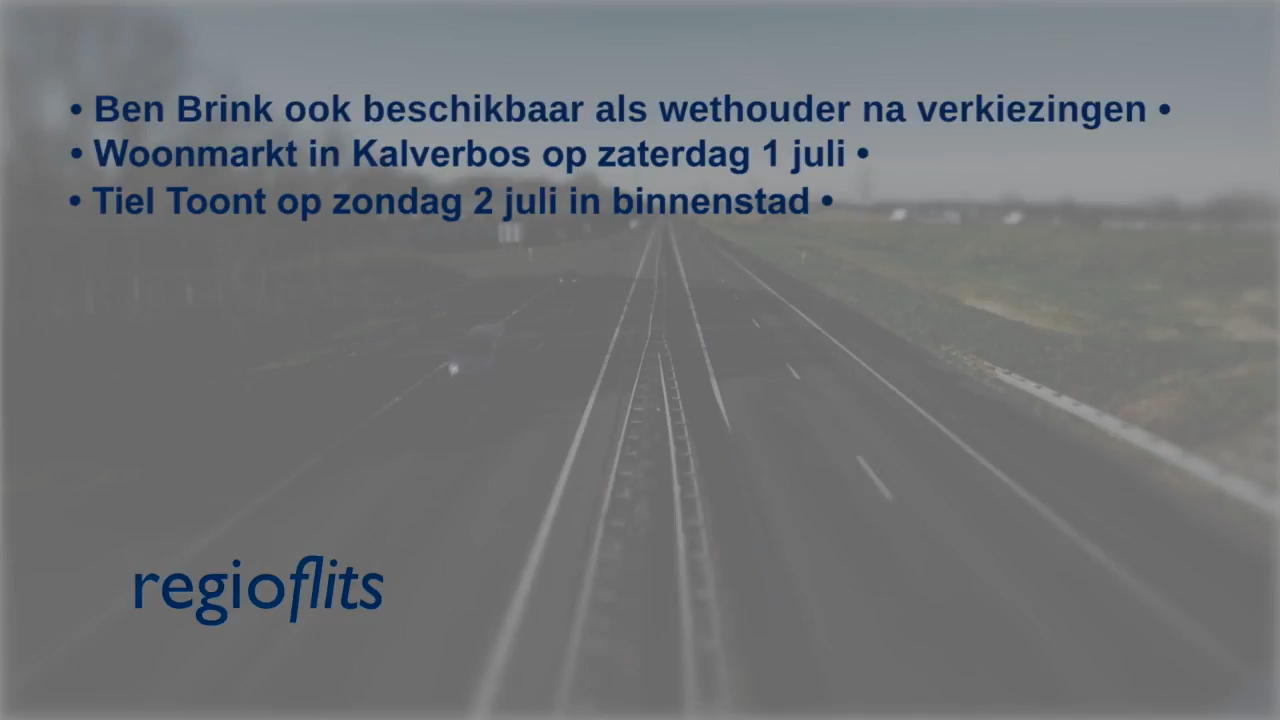 • Ben Brink ook beschikbaar als wethouder na verkiezingen •
• Woonmarkt in Kalverbos op zaterdag 1 juli •
• Tiel Toont op zondag 2 juli in binnenstad •
regioflits